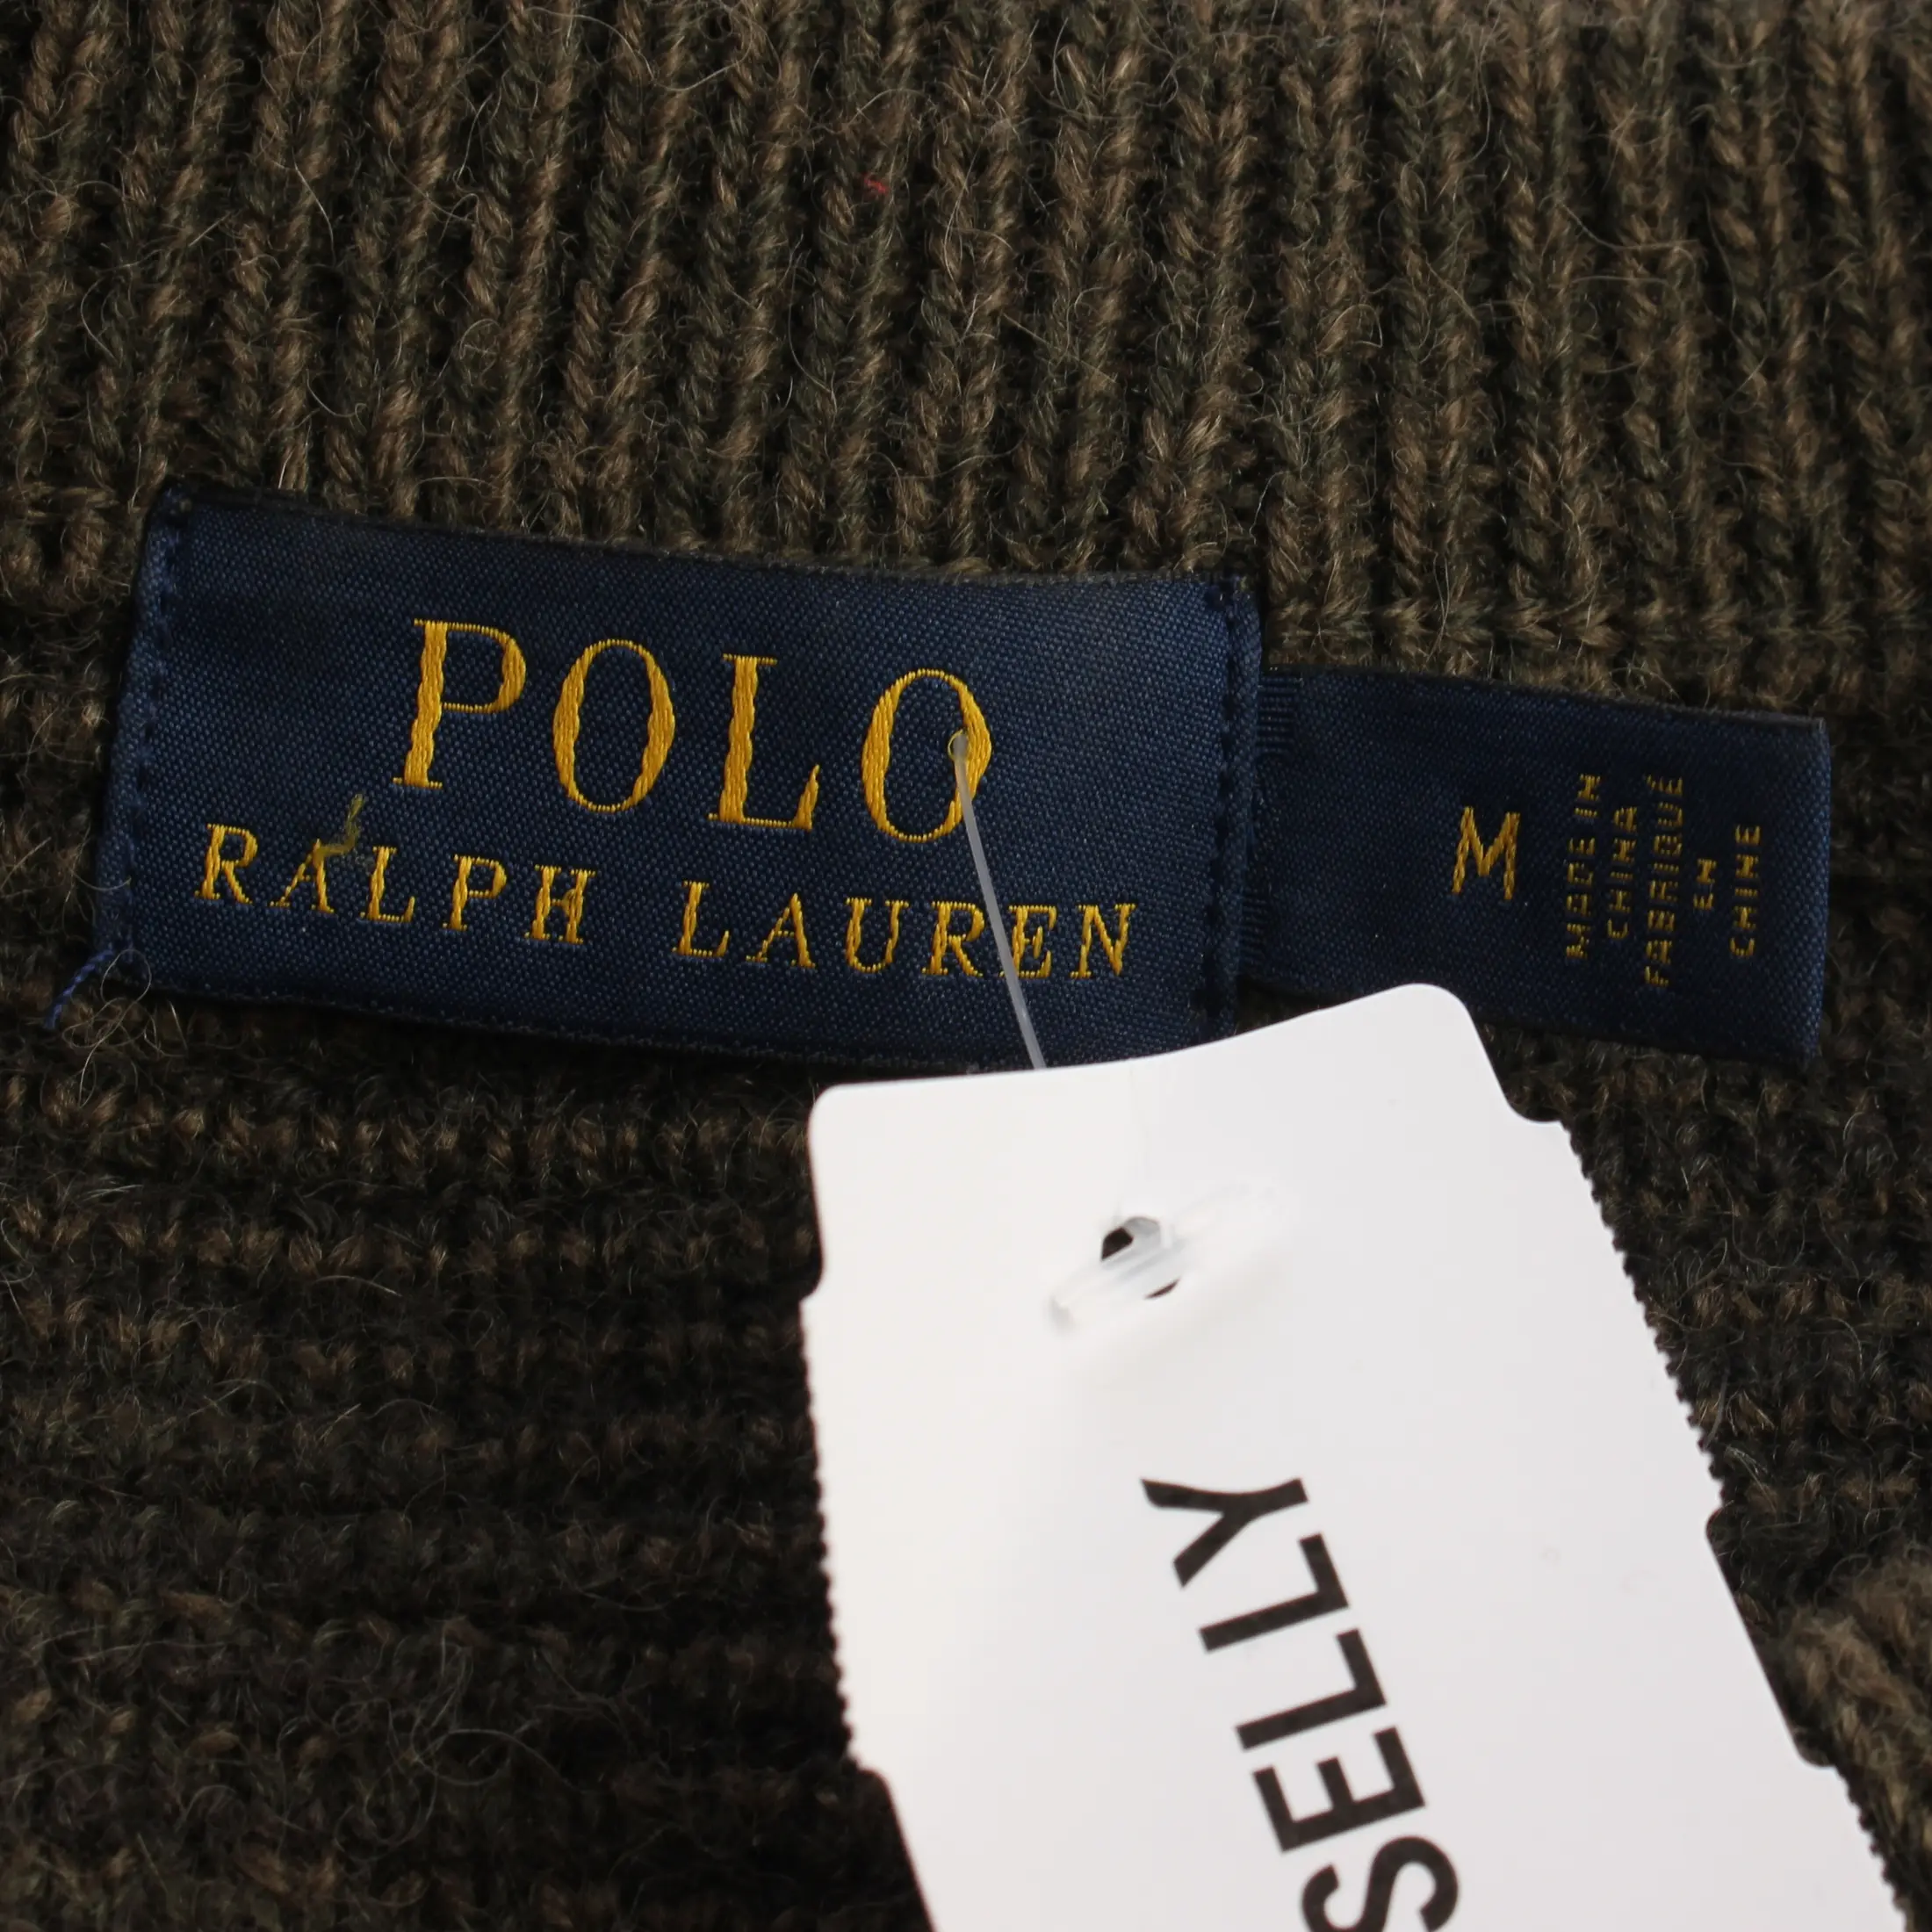 POLO
RALPH LAUREN
M
MADE IN
CHINA
FABRIQUÉ
EN
CHINE
SELLY